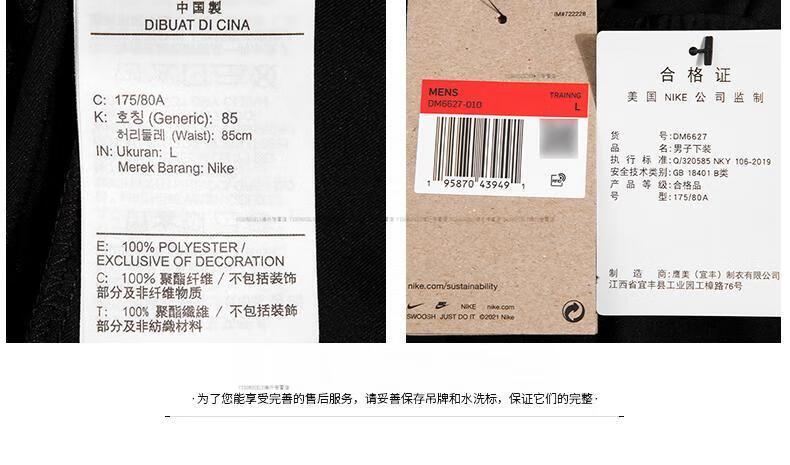 中国製
DIBUAT DI CINA
C: 175/80A
K: 호칭 (Generic): 85
허리둘레 (Waist): 85cm
IN: Ukuran: L
Merek Barang: Nike
E: 100% POLYESTER /
EXCLUSIVE OF DECORATION
C: 100% 聚酯纤维 / 不包括装饰
部分及非纤维物质
T: 100% 聚酯纖維 / 不包括裝飾
部分及非紡織材料
IM#722228
MENS
TRAINNG
DM6627-010
L
1 95870 43949 1
nike.com/sustainability
NIKE nike.com
SWOOSH JUST DO IT ©2021 Nike
合格证
美国 NIKE 公司监制
货号:DM6627
品名:男子下装
执行标准:Q/320585 NKY 106-2019
安全技术类别:GB 18401 B类
产品等级:合格品
号型:175/80A
制造商:鹰美(宜丰)制衣有限公司
江西省宜丰县工业园工樟路76号
·为了您能享受完善的售后服务，请妥善保存吊牌和水洗标，保证它们的完整·